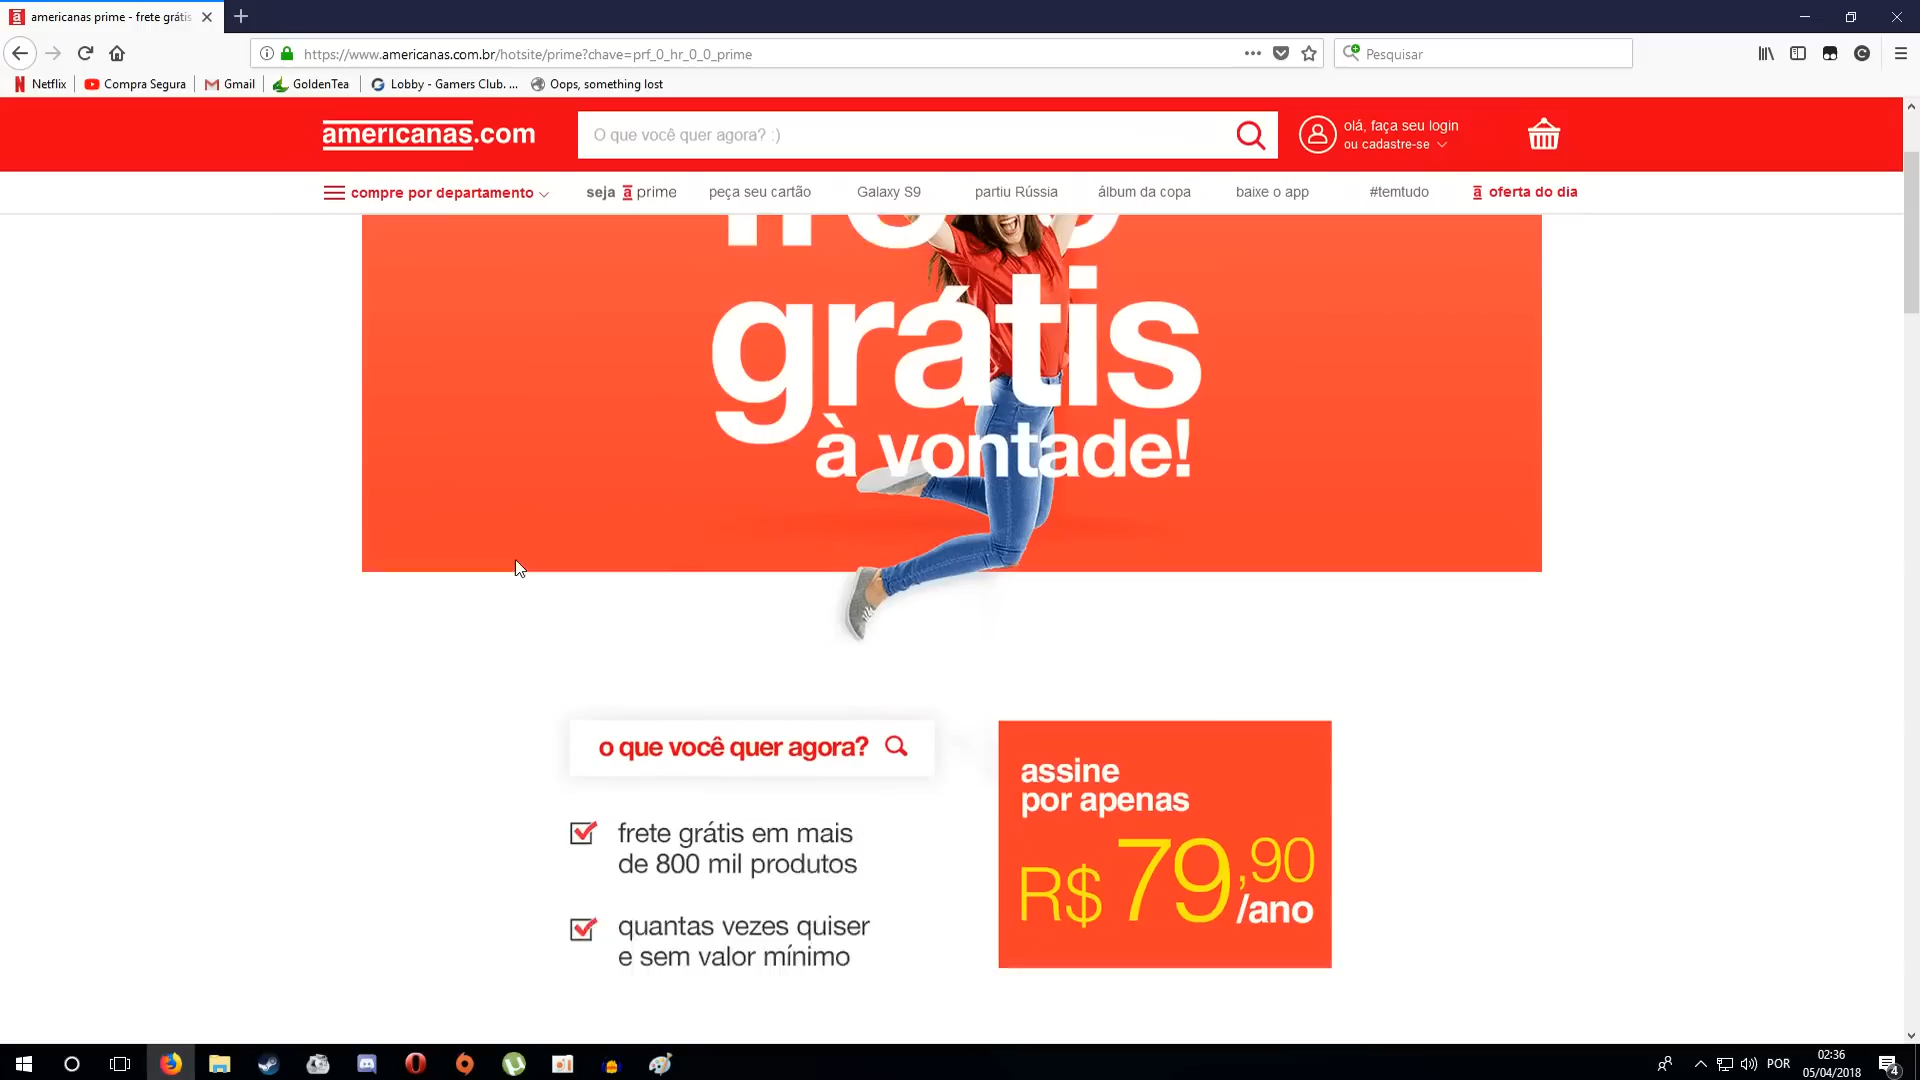 americanas prime - frete grátis
https://www.americanas.com.br/hotsite/prime?chave=prf_0_hr_0_0_prime
Pesquisar
Netflix
Compra Segura
Gmail
GoldenTea
Lobby - Gamers Club. ...
Oops, something lost
americanas.com
O que você quer agora? :)
olá, faça seu login
ou cadastre-se
compre por departamento
seja a prime
peça seu cartão
Galaxy S9
partiu Rússia
álbum da copa
baixe o app
#temtudo
a oferta do dia
grátis
à vontade!
o que você quer agora?
frete grátis em mais
de 800 mil produtos
quantas vezes quiser
e sem valor mínimo
assine
por apenas
R$ 79,90
/ano
POR
02:36
05/04/2018
4